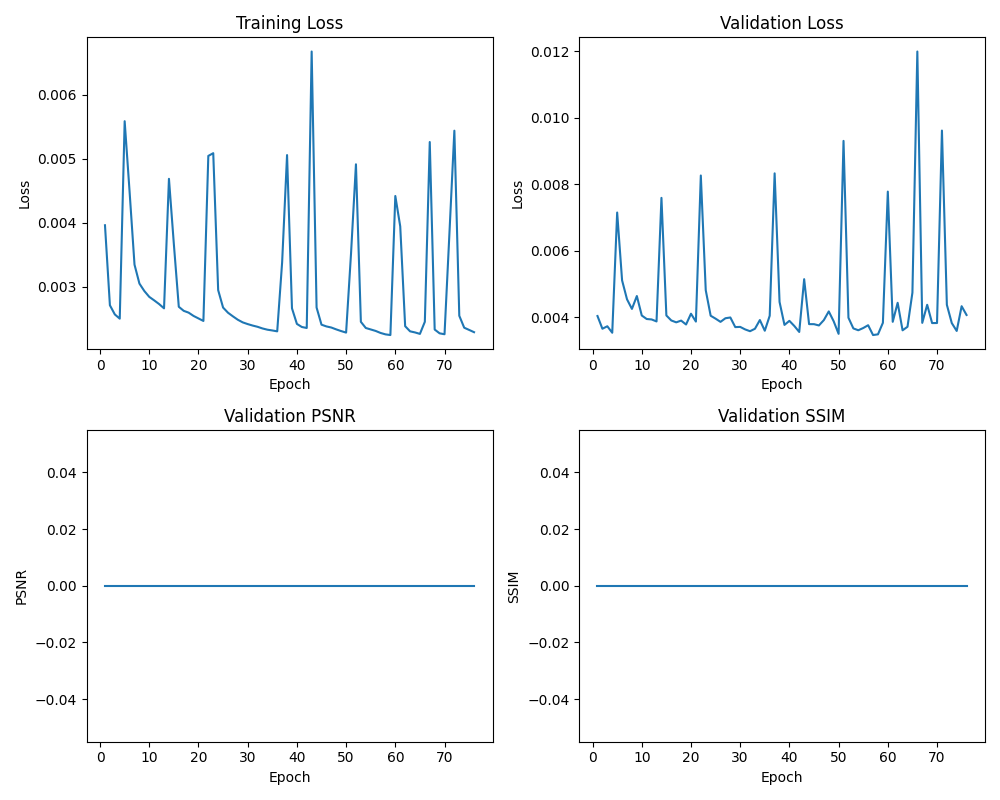 Training Loss
Validation Loss
0.006
0.005
0.004
0.003
Loss
0 10 20 30 40 50 60 70
Epoch
0.012
0.010
0.008
0.006
0.004
Loss
0 10 20 30 40 50 60 70
Epoch
Validation PSNR
Validation SSIM
0.04
0.02
0.00
−0.02
−0.04
PSNR
0 10 20 30 40 50 60 70
Epoch
0.04
0.02
0.00
−0.02
−0.04
SSIM
0 10 20 30 40 50 60 70
Epoch